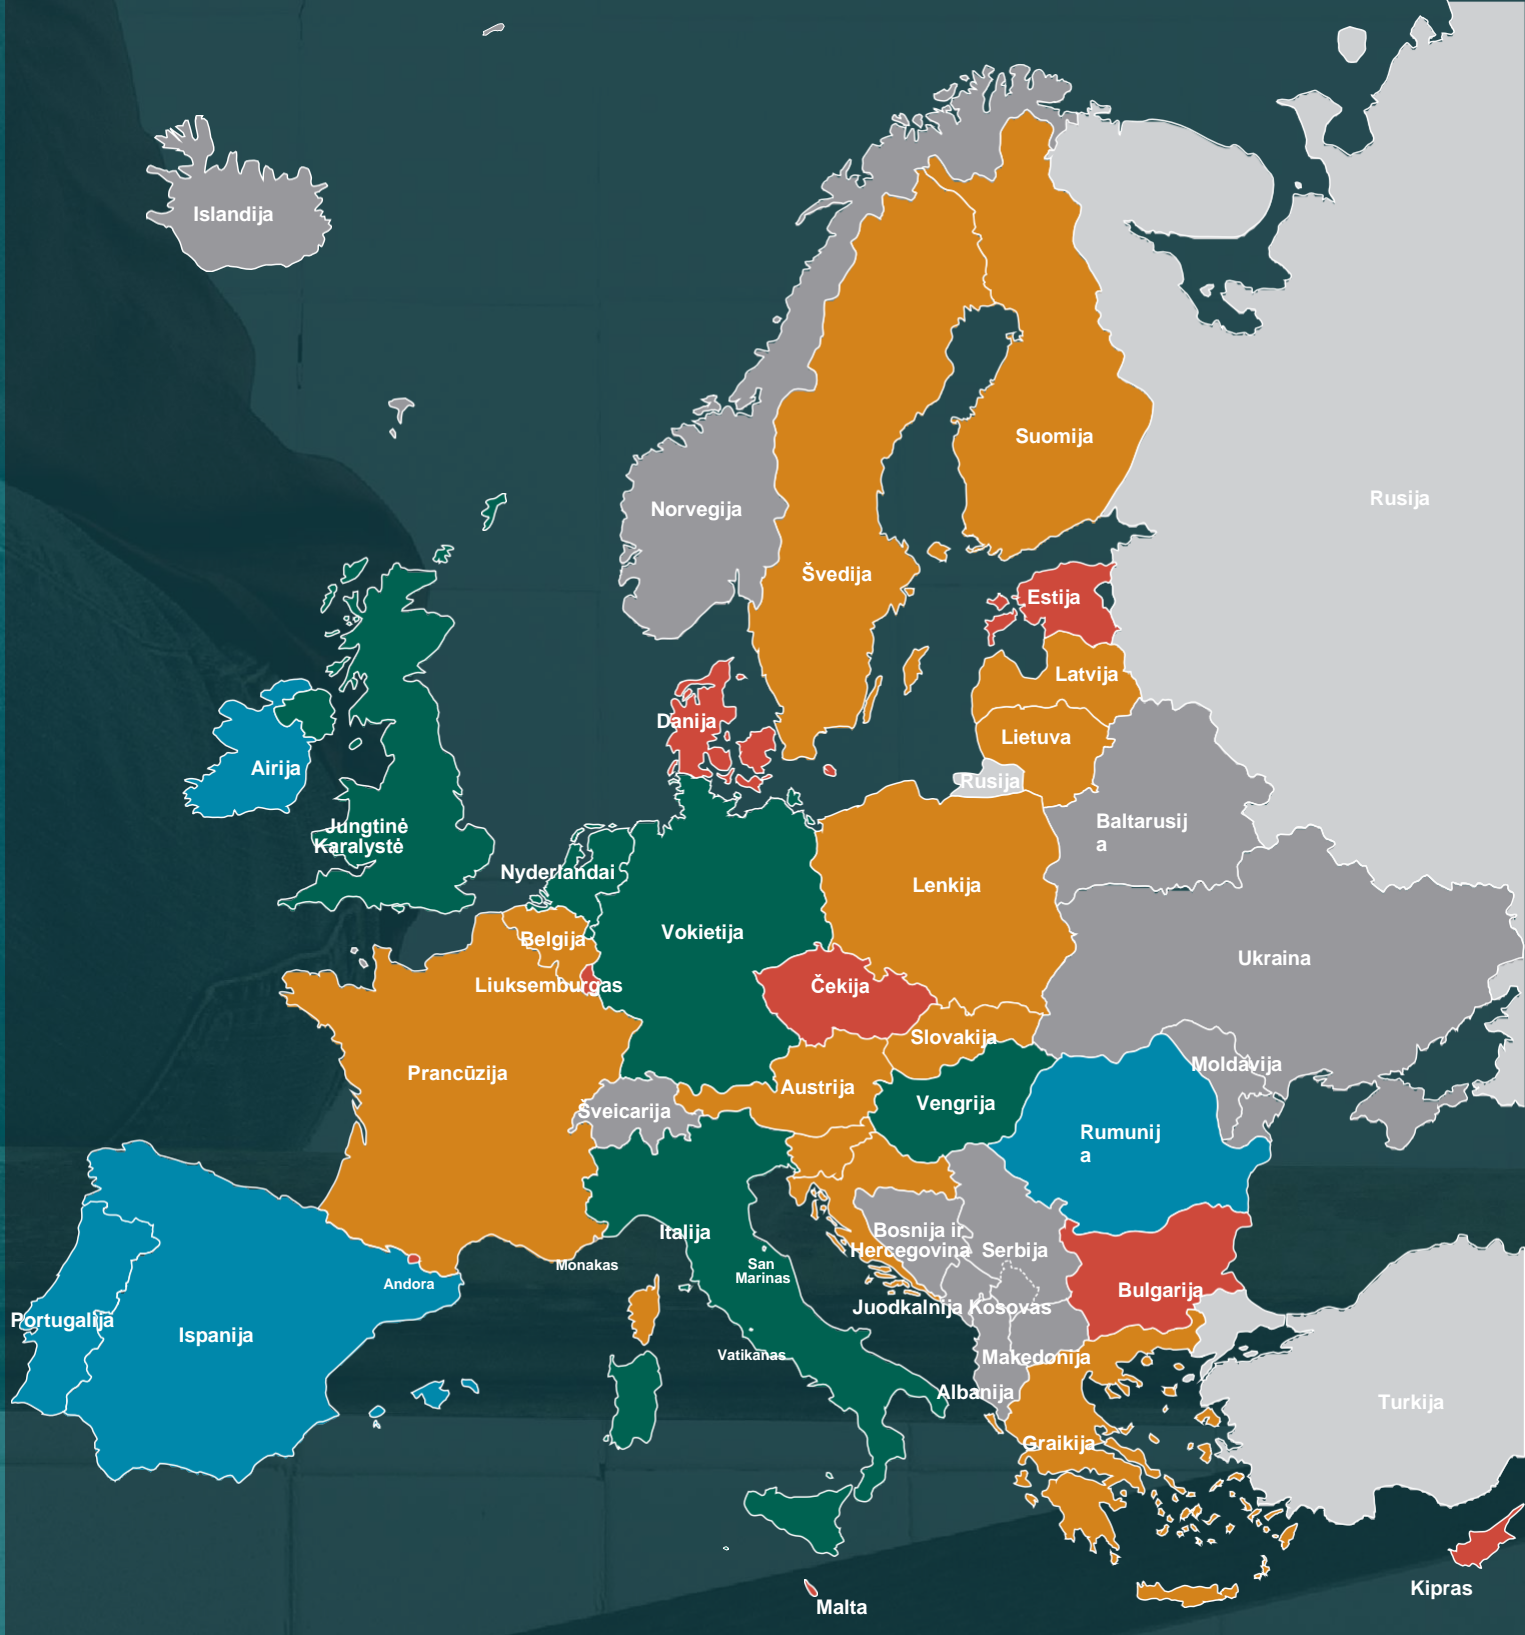 Islandija
Suomija
Rusija
Norvegija
Švedija
Estija
Latvija
Danija
Lietuva
Airija
Rusija
Jungtinė
Karalystė
Baltarusij
a
Nyderlandai
Lenkija
Vokietija
Belgija
Ukraina
Liuksemburgas
Čekija
Slovakija
Moldavija
Prancūzija
Austrija
Vengrija
Šveicarija
Rumunij
a
Italija
Bosnija ir
Hercegovina
Serbija
Monakas
San
Marinas
Andora
Bulgarija
Juodkalnija
Kosovas
Portugalija
Ispanija
Vatikanas
Makedonija
Albanija
Turkija
Graikija
Kipras
Malta